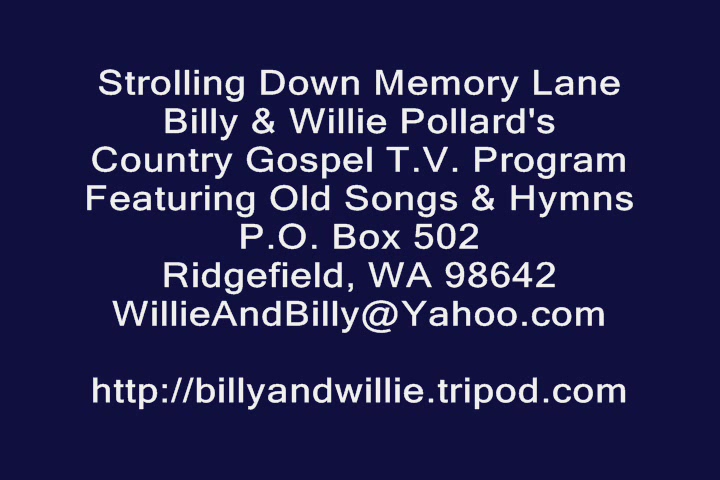 Strolling Down Memory Lane
Billy & Willie Pollard's
Country Gospel T.V. Program
Featuring Old Songs & Hymns
P.O. Box 502
Ridgefield, WA 98642
WillieAndBilly@Yahoo.com
http://billyandwillie.tripod.com